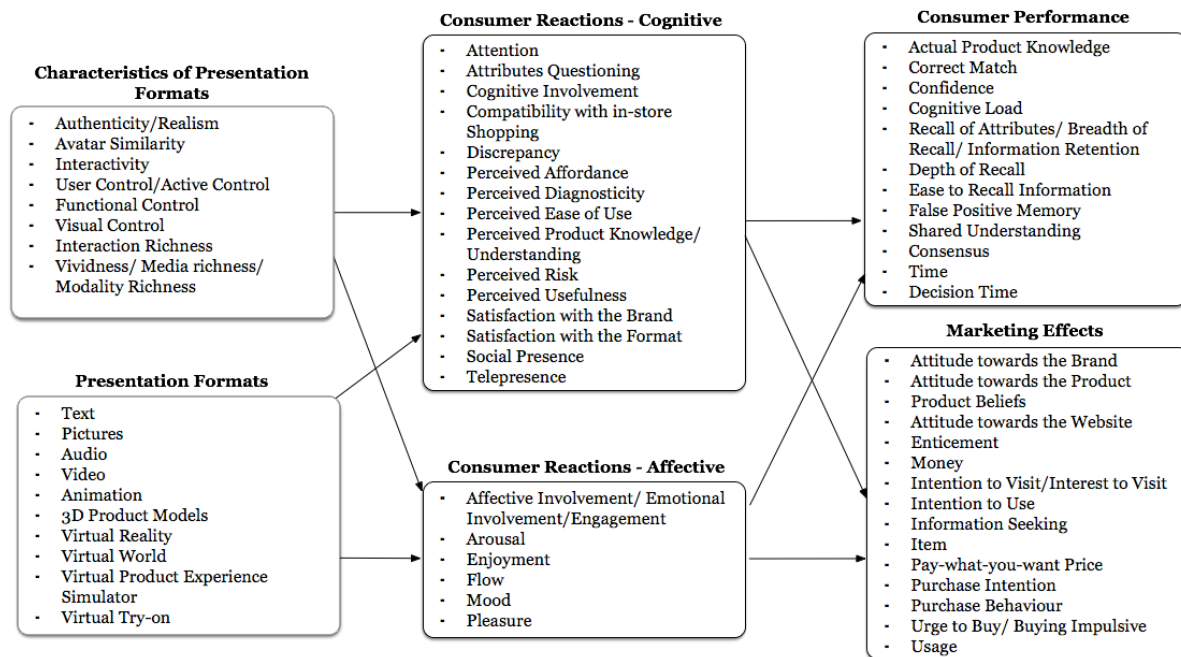 Characteristics of Presentation
Formats
- Authenticity/Realism
- Avatar Similarity
- Interactivity
- User Control/Active Control
- Functional Control
- Visual Control
- Interaction Richness
- Vividness/ Media richness/
Modality Richness
Presentation Formats
- Text
- Pictures
- Audio
- Video
- Animation
- 3D Product Models
- Virtual Reality
- Virtual World
- Virtual Product Experience
Simulator
- Virtual Try-on
Consumer Reactions - Cognitive
- Attention
- Attributes Questioning
- Cognitive Involvement
- Compatibility with in-store
Shopping
- Discrepancy
- Perceived Affordance
- Perceived Diagnosticity
- Perceived Ease of Use
- Perceived Product Knowledge/
Understanding
- Perceived Risk
- Perceived Usefulness
- Satisfaction with the Brand
- Satisfaction with the Format
- Social Presence
- Telepresence
Consumer Reactions - Affective
- Affective Involvement/ Emotional
Involvement/Engagement
- Arousal
- Enjoyment
- Flow
- Mood
- Pleasure
Consumer Performance
- Actual Product Knowledge
- Correct Match
- Confidence
- Cognitive Load
- Recall of Attributes/ Breadth of
Recall/ Information Retention
- Depth of Recall
- Ease to Recall Information
- False Positive Memory
- Shared Understanding
- Consensus
- Time
- Decision Time
Marketing Effects
- Attitude towards the Brand
- Attitude towards the Product
- Product Beliefs
- Attitude towards the Website
- Enticement
- Money
- Intention to Visit/Interest to Visit
- Intention to Use
- Information Seeking
- Item
- Pay-what-you-want Price
- Purchase Intention
- Purchase Behaviour
- Urge to Buy/ Buying Impulsive
- Usage